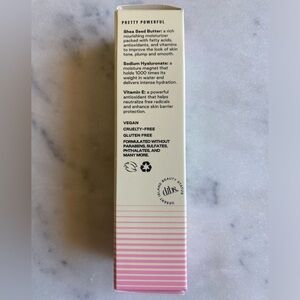 PRETTY POWERFUL
Shea Seed Butter: a rich
nourishing moisturizer
packed with fatty acids,
antioxidants, and vitamins
to improve the look of skin
tone, plump and smooth.
Sodium Hyaluronate: a
moisture magnet that
holds 1000 times its
weight in water and
delivers intense hydration.
Vitamin E: a powerful
antioxidant that helps
neutralize free radicals
and enhance skin barrier
protection.
VEGAN
CRUELTY-FREE
GLUTEN FREE
FORMULATED WITHOUT
PARABENS, SULFATES,
PHTHALATES, AND
MANY MORE.
dibs
BEAUTY